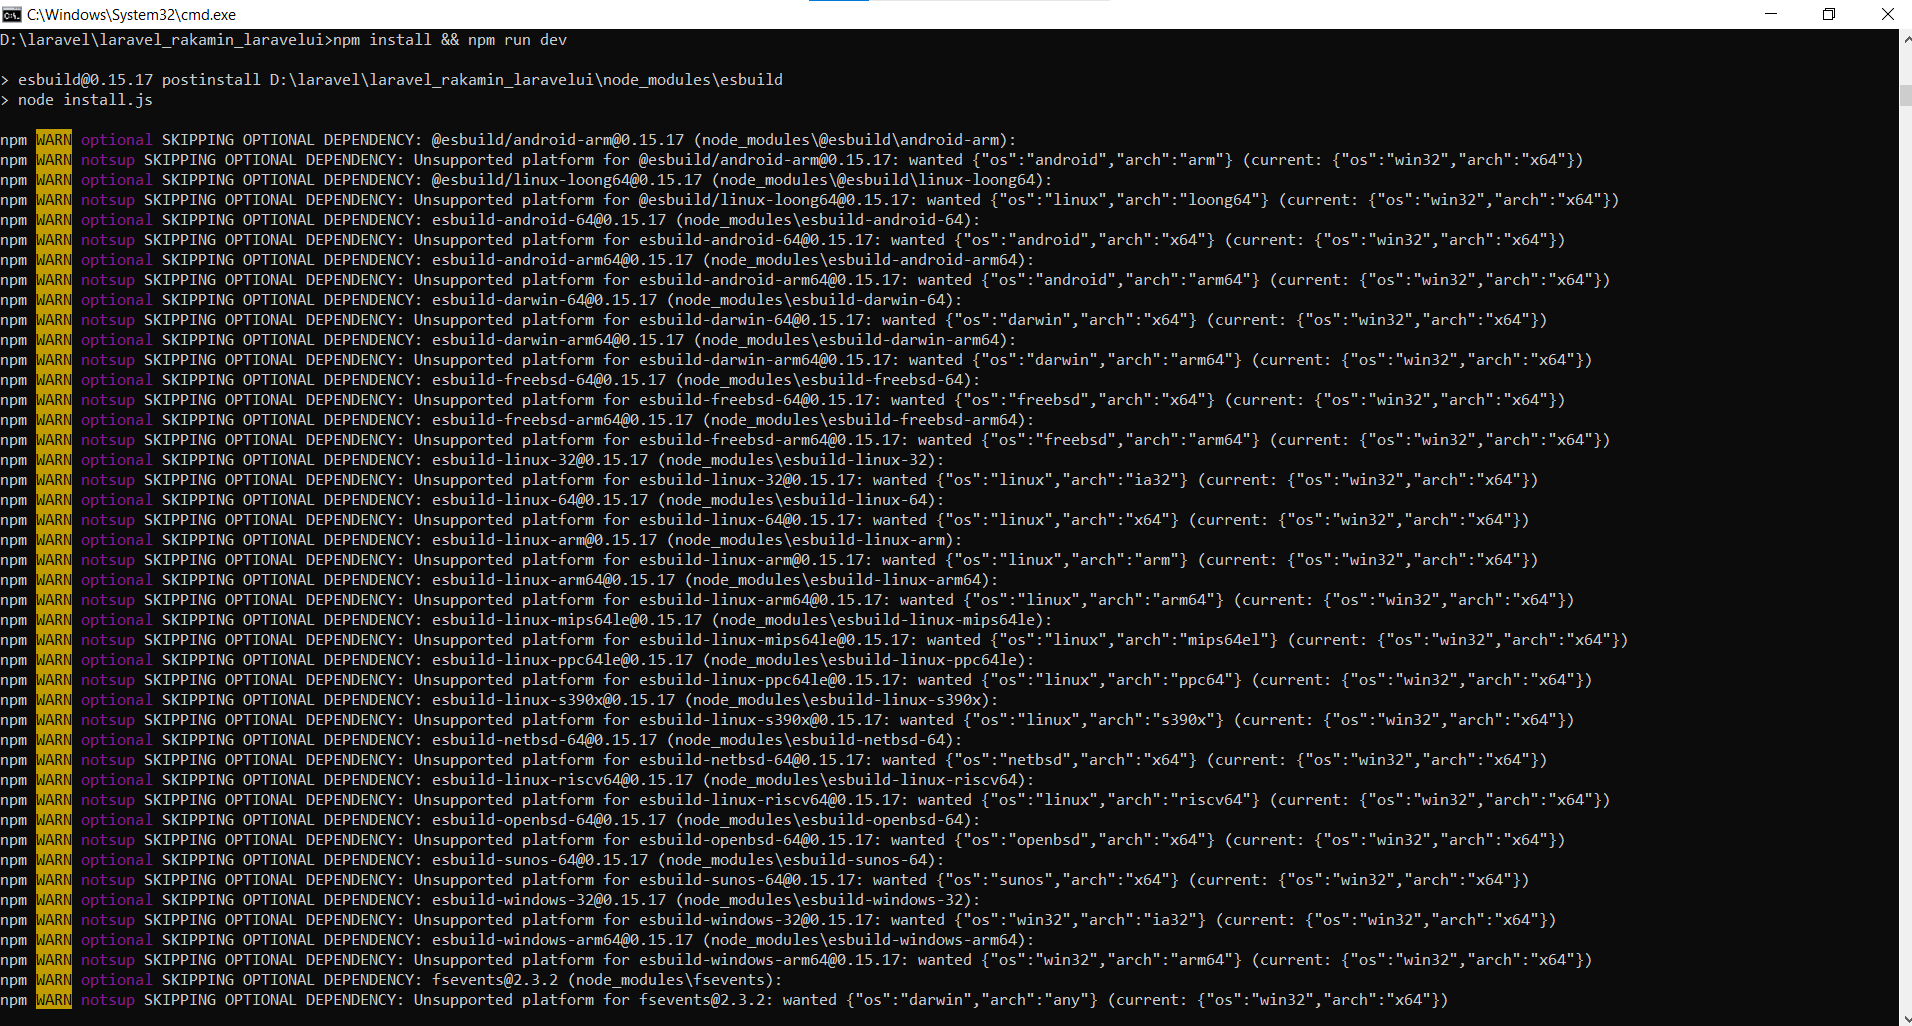 C:\Windows\System32\cmd.exe
D:\laravel\laravel_rakamin_laravelui>npm install && npm run dev
> esbuild@0.15.17 postinstall D:\laravel\laravel_rakamin_laravelui\node_modules\esbuild
> node install.js
npm WARN optional SKIPPING OPTIONAL DEPENDENCY: @esbuild/android-arm@0.15.17 (node_modules\@esbuild\android-arm):
npm WARN notsup SKIPPING OPTIONAL DEPENDENCY: Unsupported platform for @esbuild/android-arm@0.15.17: wanted {"os":"android","arch":"arm"} (current: {"os":"win32","arch":"x64"})
npm WARN optional SKIPPING OPTIONAL DEPENDENCY: @esbuild/linux-loong64@0.15.17 (node_modules\@esbuild\linux-loong64):
npm WARN notsup SKIPPING OPTIONAL DEPENDENCY: Unsupported platform for @esbuild/linux-loong64@0.15.17: wanted {"os":"linux","arch":"loong64"} (current: {"os":"win32","arch":"x64"})
npm WARN optional SKIPPING OPTIONAL DEPENDENCY: esbuild-android-64@0.15.17 (node_modules\esbuild-android-64):
npm WARN notsup SKIPPING OPTIONAL DEPENDENCY: Unsupported platform for esbuild-android-64@0.15.17: wanted {"os":"android","arch":"x64"} (current: {"os":"win32","arch":"x64"})
npm WARN optional SKIPPING OPTIONAL DEPENDENCY: esbuild-android-arm64@0.15.17 (node_modules\esbuild-android-arm64):
npm WARN notsup SKIPPING OPTIONAL DEPENDENCY: Unsupported platform for esbuild-android-arm64@0.15.17: wanted {"os":"android","arch":"arm64"} (current: {"os":"win32","arch":"x64"})
npm WARN optional SKIPPING OPTIONAL DEPENDENCY: esbuild-darwin-64@0.15.17 (node_modules\esbuild-darwin-64):
npm WARN notsup SKIPPING OPTIONAL DEPENDENCY: Unsupported platform for esbuild-darwin-64@0.15.17: wanted {"os":"darwin","arch":"x64"} (current: {"os":"win32","arch":"x64"})
npm WARN optional SKIPPING OPTIONAL DEPENDENCY: esbuild-darwin-arm64@0.15.17 (node_modules\esbuild-darwin-arm64):
npm WARN notsup SKIPPING OPTIONAL DEPENDENCY: Unsupported platform for esbuild-darwin-arm64@0.15.17: wanted {"os":"darwin","arch":"arm64"} (current: {"os":"win32","arch":"x64"})
npm WARN optional SKIPPING OPTIONAL DEPENDENCY: esbuild-freebsd-64@0.15.17 (node_modules\esbuild-freebsd-64):
npm WARN notsup SKIPPING OPTIONAL DEPENDENCY: Unsupported platform for esbuild-freebsd-64@0.15.17: wanted {"os":"freebsd","arch":"x64"} (current: {"os":"win32","arch":"x64"})
npm WARN optional SKIPPING OPTIONAL DEPENDENCY: esbuild-freebsd-arm64@0.15.17 (node_modules\esbuild-freebsd-arm64):
npm WARN notsup SKIPPING OPTIONAL DEPENDENCY: Unsupported platform for esbuild-freebsd-arm64@0.15.17: wanted {"os":"freebsd","arch":"arm64"} (current: {"os":"win32","arch":"x64"})
npm WARN optional SKIPPING OPTIONAL DEPENDENCY: esbuild-linux-32@0.15.17 (node_modules\esbuild-linux-32):
npm WARN notsup SKIPPING OPTIONAL DEPENDENCY: Unsupported platform for esbuild-linux-32@0.15.17: wanted {"os":"linux","arch":"ia32"} (current: {"os":"win32","arch":"x64"})
npm WARN optional SKIPPING OPTIONAL DEPENDENCY: esbuild-linux-64@0.15.17 (node_modules\esbuild-linux-64):
npm WARN notsup SKIPPING OPTIONAL DEPENDENCY: Unsupported platform for esbuild-linux-64@0.15.17: wanted {"os":"linux","arch":"x64"} (current: {"os":"win32","arch":"x64"})
npm WARN optional SKIPPING OPTIONAL DEPENDENCY: esbuild-linux-arm@0.15.17 (node_modules\esbuild-linux-arm):
npm WARN notsup SKIPPING OPTIONAL DEPENDENCY: Unsupported platform for esbuild-linux-arm@0.15.17: wanted {"os":"linux","arch":"arm"} (current: {"os":"win32","arch":"x64"})
npm WARN optional SKIPPING OPTIONAL DEPENDENCY: esbuild-linux-arm64@0.15.17 (node_modules\esbuild-linux-arm64):
npm WARN notsup SKIPPING OPTIONAL DEPENDENCY: Unsupported platform for esbuild-linux-arm64@0.15.17: wanted {"os":"linux","arch":"arm64"} (current: {"os":"win32","arch":"x64"})
npm WARN optional SKIPPING OPTIONAL DEPENDENCY: esbuild-linux-mips64le@0.15.17 (node_modules\esbuild-linux-mips64le):
npm WARN notsup SKIPPING OPTIONAL DEPENDENCY: Unsupported platform for esbuild-linux-mips64le@0.15.17: wanted {"os":"linux","arch":"mips64el"} (current: {"os":"win32","arch":"x64"})
npm WARN optional SKIPPING OPTIONAL DEPENDENCY: esbuild-linux-ppc64le@0.15.17 (node_modules\esbuild-linux-ppc64le):
npm WARN notsup SKIPPING OPTIONAL DEPENDENCY: Unsupported platform for esbuild-linux-ppc64le@0.15.17: wanted {"os":"linux","arch":"ppc64"} (current: {"os":"win32","arch":"x64"})
npm WARN optional SKIPPING OPTIONAL DEPENDENCY: esbuild-linux-s390x@0.15.17 (node_modules\esbuild-linux-s390x):
npm WARN notsup SKIPPING OPTIONAL DEPENDENCY: Unsupported platform for esbuild-linux-s390x@0.15.17: wanted {"os":"linux","arch":"s390x"} (current: {"os":"win32","arch":"x64"})
npm WARN optional SKIPPING OPTIONAL DEPENDENCY: esbuild-netbsd-64@0.15.17 (node_modules\esbuild-netbsd-64):
npm WARN notsup SKIPPING OPTIONAL DEPENDENCY: Unsupported platform for esbuild-netbsd-64@0.15.17: wanted {"os":"netbsd","arch":"x64"} (current: {"os":"win32","arch":"x64"})
npm WARN optional SKIPPING OPTIONAL DEPENDENCY: esbuild-linux-riscv64@0.15.17 (node_modules\esbuild-linux-riscv64):
npm WARN notsup SKIPPING OPTIONAL DEPENDENCY: Unsupported platform for esbuild-linux-riscv64@0.15.17: wanted {"os":"linux","arch":"riscv64"} (current: {"os":"win32","arch":"x64"})
npm WARN optional SKIPPING OPTIONAL DEPENDENCY: esbuild-openbsd-64@0.15.17 (node_modules\esbuild-openbsd-64):
npm WARN notsup SKIPPING OPTIONAL DEPENDENCY: Unsupported platform for esbuild-openbsd-64@0.15.17: wanted {"os":"openbsd","arch":"x64"} (current: {"os":"win32","arch":"x64"})
npm WARN optional SKIPPING OPTIONAL DEPENDENCY: esbuild-sunos-64@0.15.17 (node_modules\esbuild-sunos-64):
npm WARN notsup SKIPPING OPTIONAL DEPENDENCY: Unsupported platform for esbuild-sunos-64@0.15.17: wanted {"os":"sunos","arch":"x64"} (current: {"os":"win32","arch":"x64"})
npm WARN optional SKIPPING OPTIONAL DEPENDENCY: esbuild-windows-32@0.15.17 (node_modules\esbuild-windows-32):
npm WARN notsup SKIPPING OPTIONAL DEPENDENCY: Unsupported platform for esbuild-windows-32@0.15.17: wanted {"os":"win32","arch":"ia32"} (current: {"os":"win32","arch":"x64"})
npm WARN optional SKIPPING OPTIONAL DEPENDENCY: esbuild-windows-arm64@0.15.17 (node_modules\esbuild-windows-arm64):
npm WARN notsup SKIPPING OPTIONAL DEPENDENCY: Unsupported platform for esbuild-windows-arm64@0.15.17: wanted {"os":"win32","arch":"arm64"} (current: {"os":"win32","arch":"x64"})
npm WARN optional SKIPPING OPTIONAL DEPENDENCY: fsevents@2.3.2 (node_modules\fsevents):
npm WARN notsup SKIPPING OPTIONAL DEPENDENCY: Unsupported platform for fsevents@2.3.2: wanted {"os":"darwin","arch":"any"} (current: {"os":"win32","arch":"x64"})